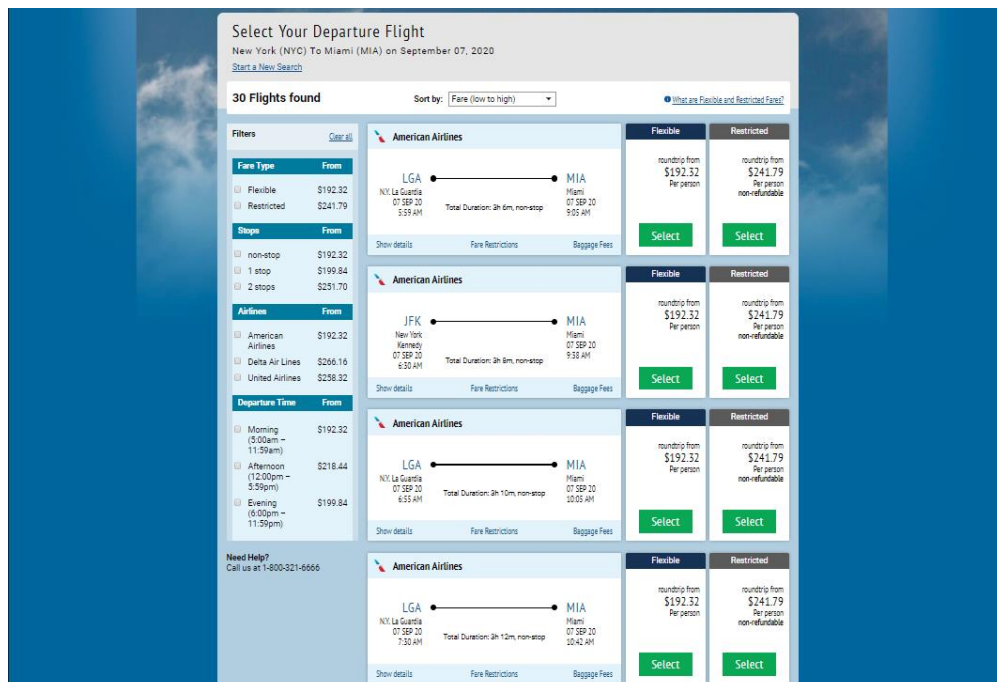 Select Your Departure Flight
New York (NYC) To Miami (MIA) on September 07, 2020
Start a New Search
30 Flights found
Sort by: Fare (low to high)
What are Flexible and Restricted Fares?
Filters
Clear all
Fare Type From
Flexible $192.32
Restricted $241.79
Stops From
non-stop $192.32
1 stop $199.84
2 stops $251.70
Airlines From
American $192.32
Airlines
Delta Air Lines $266.16
United Airlines $258.32
Departure Time From
Morning $192.32
(5:00am –
11:59am)
Afternoon $218.44
(12:00pm –
5:59pm)
Evening $199.84
(6:00pm –
11:59pm)
Need Help?
Call us at 1-800-321-6666
American Airlines
LGA
N.Y. La Guardia
07 SEP 20
5:59 AM
Total Duration: 3h 6m, non-stop
MIA
Miami
07 SEP 20
9:05 AM
Show details Fare Restrictions Baggage Fees
Flexible
roundtrip from
$192.32
Per person
Select
Restricted
roundtrip from
$241.79
Per person
non-refundable
Select
American Airlines
JFK
New York
Kennedy
07 SEP 20
6:30 AM
Total Duration: 3h 8m, non-stop
MIA
Miami
07 SEP 20
9:38 AM
Show details Fare Restrictions Baggage Fees
Flexible
roundtrip from
$192.32
Per person
Select
Restricted
roundtrip from
$241.79
Per person
non-refundable
Select
American Airlines
LGA
N.Y. La Guardia
07 SEP 20
6:55 AM
Total Duration: 3h 10m, non-stop
MIA
Miami
07 SEP 20
10:05 AM
Show details Fare Restrictions Baggage Fees
Flexible
roundtrip from
$192.32
Per person
Select
Restricted
roundtrip from
$241.79
Per person
non-refundable
Select
American Airlines
LGA
N.Y. La Guardia
07 SEP 20
7:30 AM
Total Duration: 3h 12m, non-stop
MIA
Miami
07 SEP 20
10:42 AM
Show details Fare Restrictions Baggage Fees
Flexible
roundtrip from
$192.32
Per person
Select
Restricted
roundtrip from
$241.79
Per person
non-refundable
Select